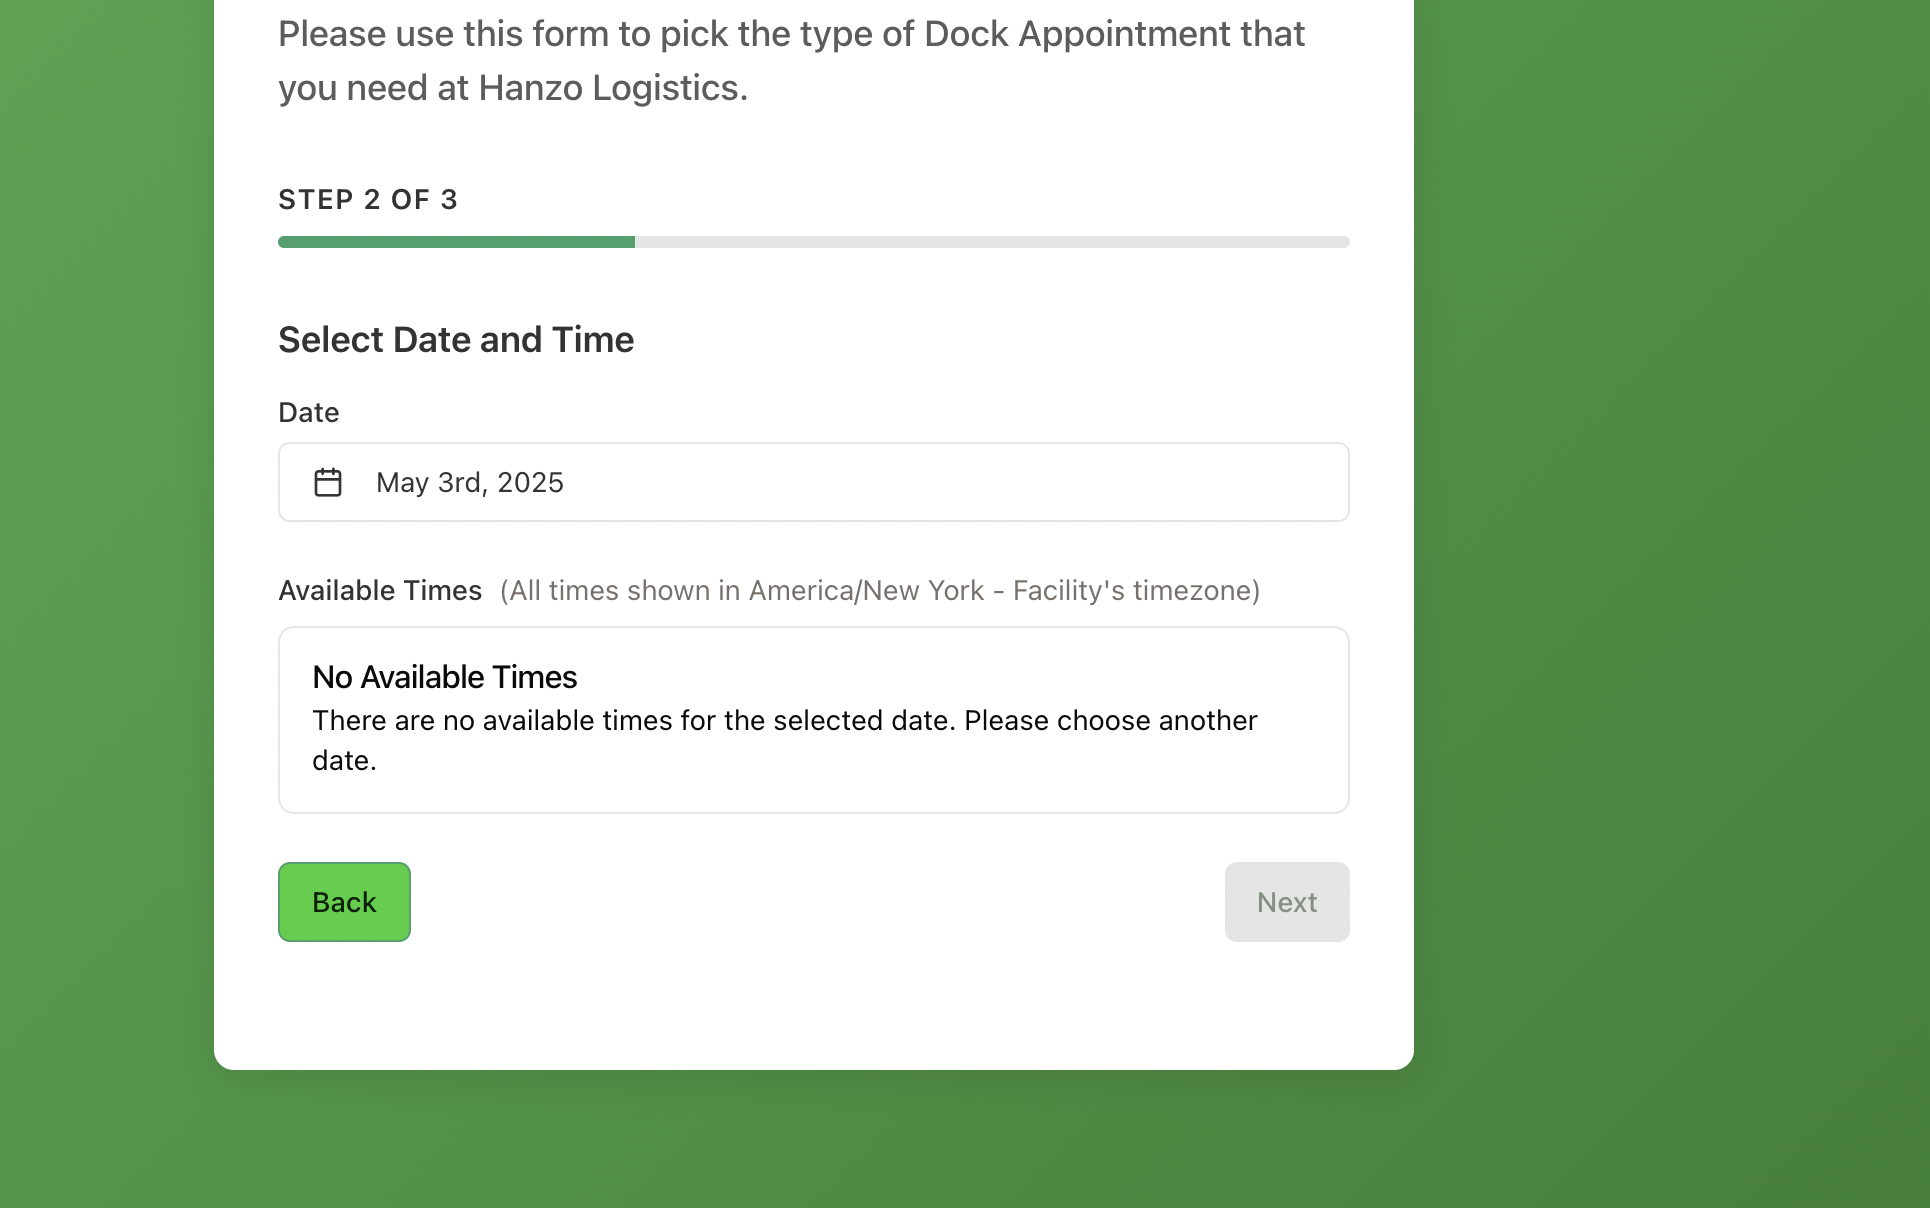 Please use this form to pick the type of Dock Appointment that
you need at Hanzo Logistics.
STEP 2 OF 3
Select Date and Time
Date
May 3rd, 2025
Available Times (All times shown in America/New York - Facility's timezone)
No Available Times
There are no available times for the selected date. Please choose another
date.
Back
Next